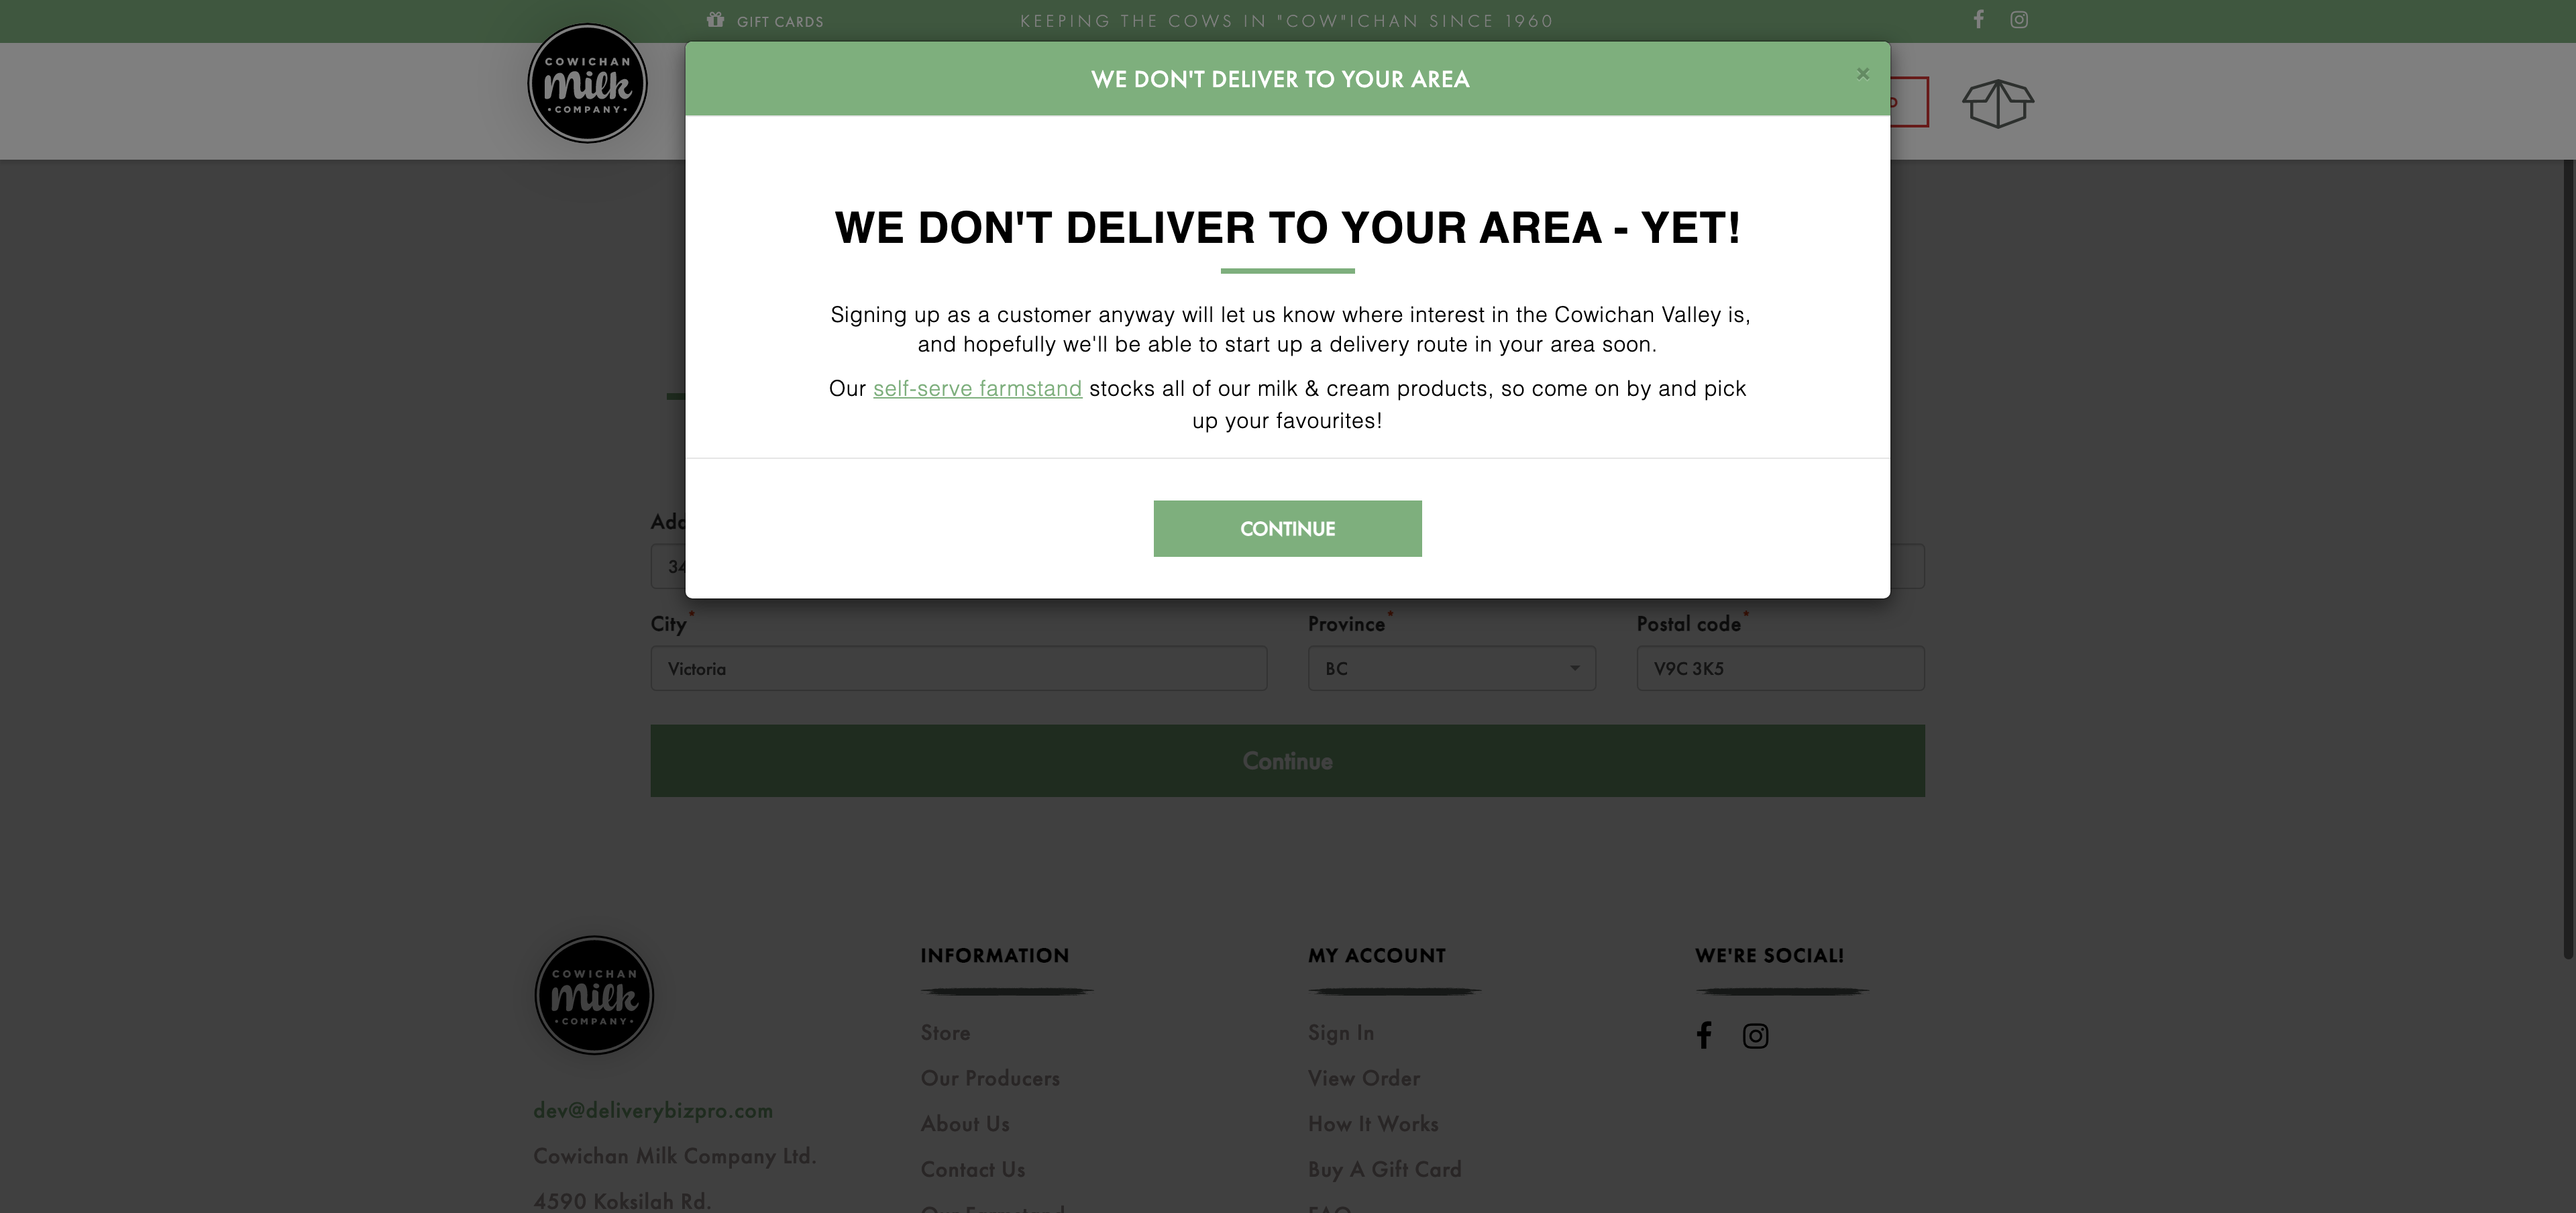 GIFT CARDS
KEEPING THE COWS IN "COW"ICHAN SINCE 1960
COWICHAN
milk
•COMPANY•
WE DON'T DELIVER TO YOUR AREA
×
WE DON'T DELIVER TO YOUR AREA - YET!
Signing up as a customer anyway will let us know where interest in the Cowichan Valley is,
and hopefully we'll be able to start up a delivery route in your area soon.
Our self-serve farmstand stocks all of our milk & cream products, so come on by and pick
up your favourites!
CONTINUE
City*
Province*
Postal code*
Victoria
BC
V9C 3K5
Continue
COWICHAN
milk
•COMPANY•
dev@deliverybizpro.com
Cowichan Milk Company Ltd.
4590 Koksilah Rd.
INFORMATION
Store
Our Producers
About Us
Contact Us
MY ACCOUNT
Sign In
View Order
How It Works
Buy A Gift Card
FAQ
WE'RE SOCIAL!